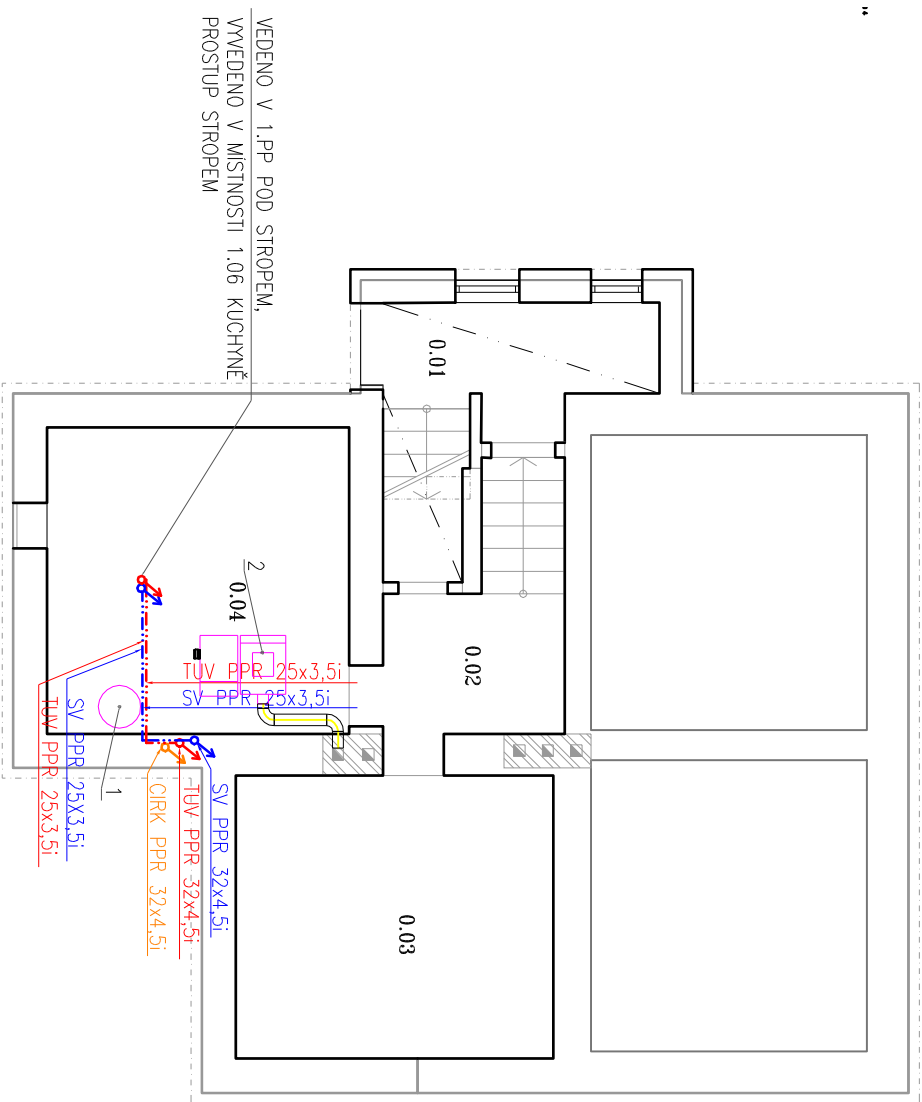 VEDENO V 1.PP POD STROPEM,
VYVEDENO V MÍSTNOSTI 1.06 KUCHYNĚ
PROSTUP STROPEM
0.01
0.02
2
0.04
TUV PPR 25x3,5i
SV PPR 25x3,5i
SV PPR 25X3,5i
TUV PPR 25x3,5i
1
SV PPR 32x4,5i
TUV PPR 32x4,5i
CIRK PPR 32x4,5i
0.03